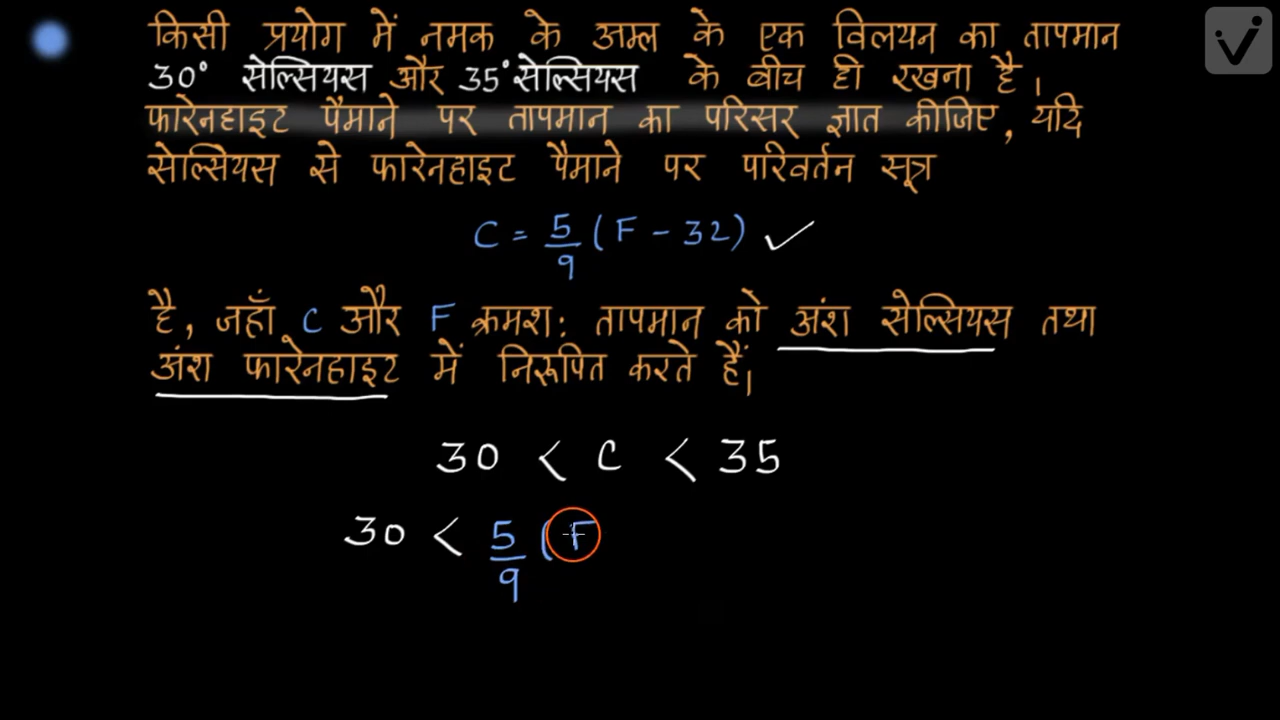 किसी प्रयोग में नमक के अम्ल के एक विलयन का तापमान
30° सेल्सियस और 35° सेल्सियस के बीच ही रखना है।
फारेनहाइट पैमाने पर तापमान का परिसर ज्ञात कीजिए, यदि
सेल्सियस से फारेनहाइट पैमाने पर परिवर्तन सूत्र
C = 5/9 (F - 32) ✓
है, जहाँ C और F क्रमश: तापमान को अंश सेल्सियस तथा
अंश फारेनहाइट में निरूपित करते हैं।
30 < C < 35
30 < 5/9 (F